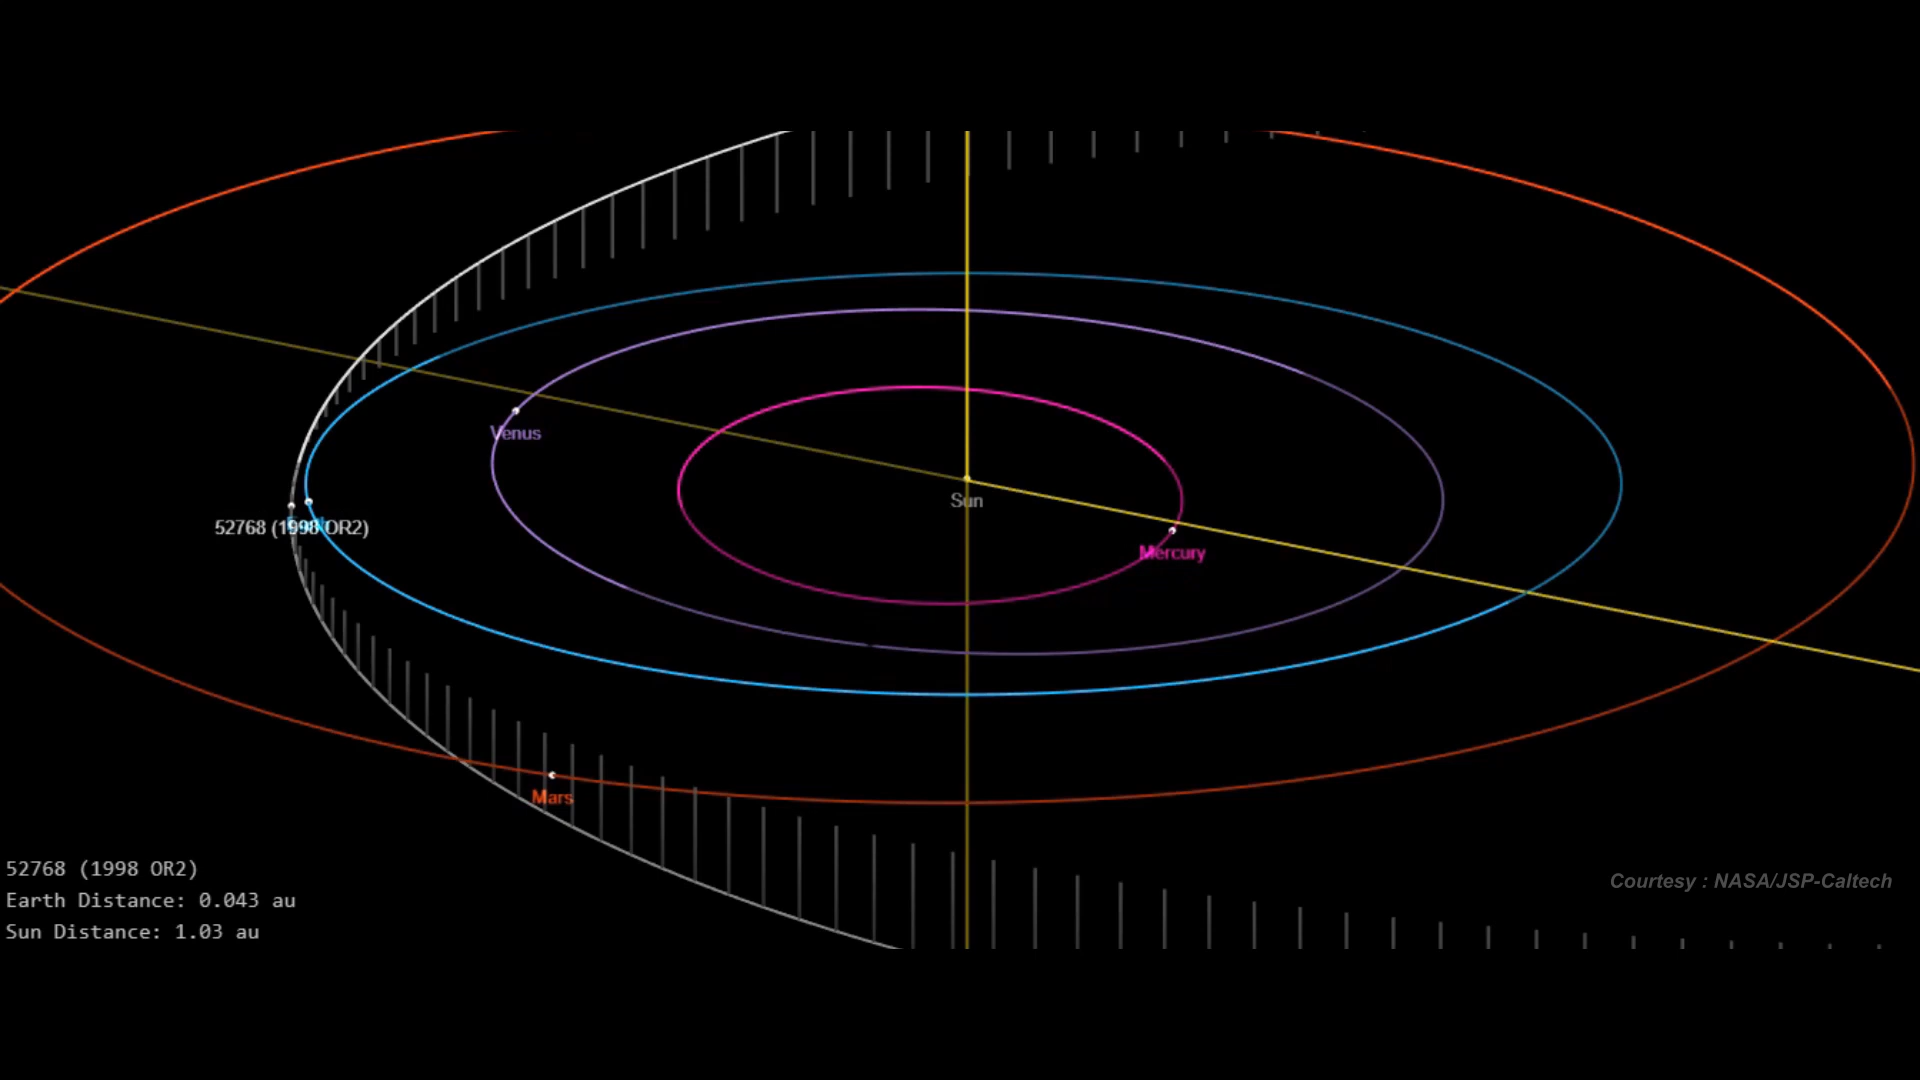 Venus
Sun
52768 (1998 OR2)
Mercury
Mars
52768 (1998 OR2)
Earth Distance: 0.043 au
Sun Distance: 1.03 au
Courtesy : NASA/JSP-Caltech